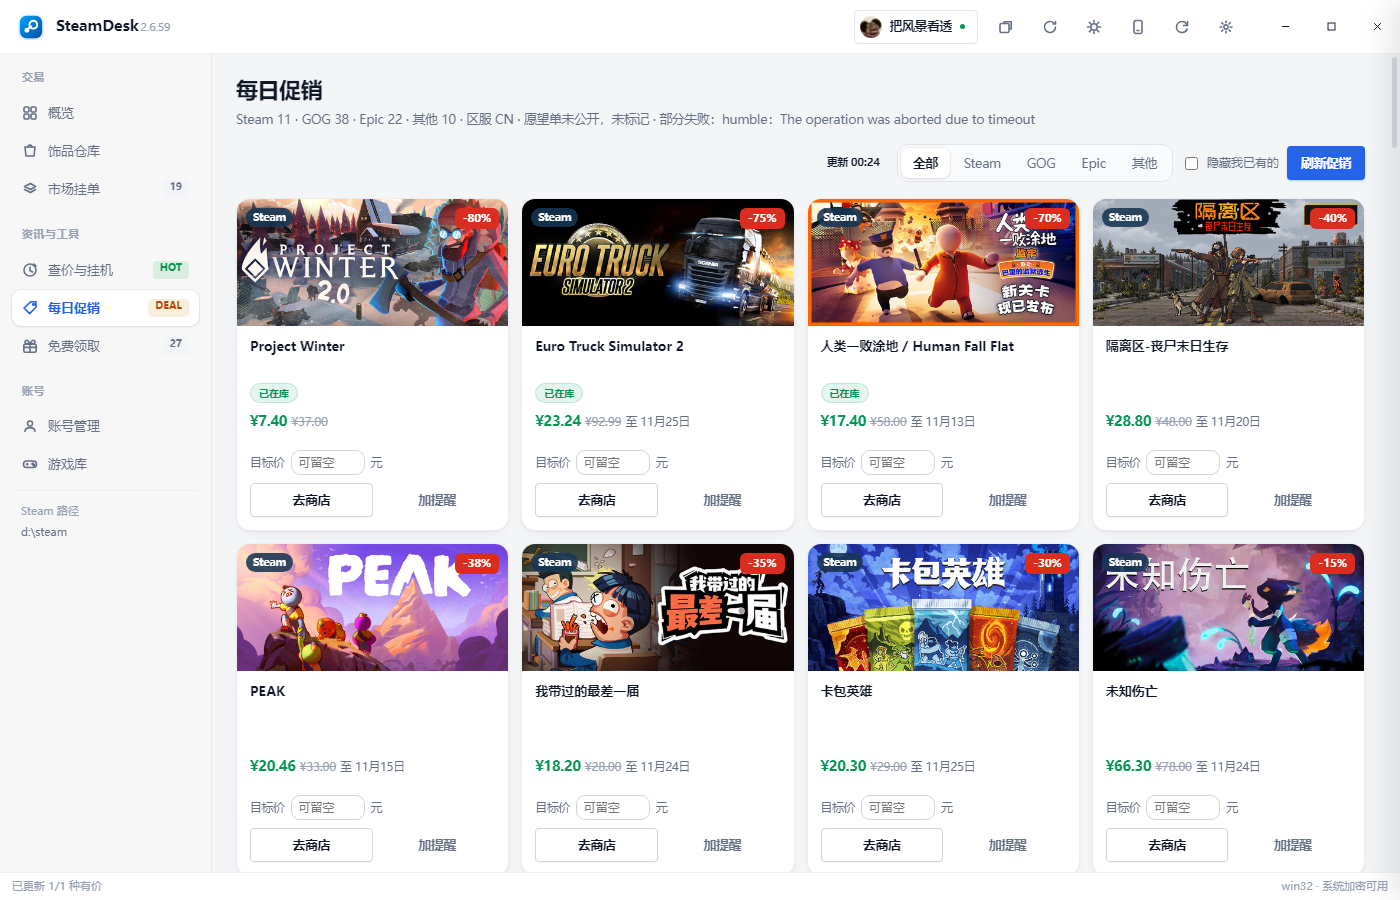 SteamDesk 2.6.59
把风景看透
交易
概览
饰品仓库
市场挂单 19
资讯与工具
查价与挂机 HOT
每日促销 DEAL
免费领取 27
账号
账号管理
游戏库
Steam 路径
d:\steam
每日促销
Steam 11 · GOG 38 · Epic 22 · 其他 10 · 区服 CN · 愿望单未公开，未标记 · 部分失败：humble：The operation was aborted due to timeout
更新 00:24 全部 Steam GOG Epic 其他 隐藏我已有的 刷新促销
Steam -80%
PROJECT
WINTER
2.0
Project Winter
已在库
¥7.40 ¥37.00
目标价 可留空 元
去商店 加提醒
Steam -75%
EURO TRUCK
SIMULATOR 2
SCANIA
Euro Truck Simulator 2
已在库
¥23.24 ¥92.99 至 11月25日
目标价 可留空 元
去商店 加提醒
Steam -70%
人类
一败涂地
监牢
巴里的监狱逃生
新关卡
现已发布
人类一败涂地 / Human Fall Flat
已在库
¥17.40 ¥58.00 至 11月13日
目标价 可留空 元
去商店 加提醒
Steam -40%
隔离区
丧尸末日生存
隔离区-丧尸末日生存
¥28.80 ¥48.00 至 11月20日
目标价 可留空 元
去商店 加提醒
Steam -38%
PEAK
PEAK
¥20.46 ¥33.00 至 11月15日
目标价 可留空 元
去商店 加提醒
Steam -35%
我带过的
最差一届
我带过的最差一届
¥18.20 ¥28.00 至 11月24日
目标价 可留空 元
去商店 加提醒
Steam -30%
卡包英雄
卡包英雄
¥20.30 ¥29.00 至 11月25日
目标价 可留空 元
去商店 加提醒
Steam -15%
未知伤亡
未知伤亡
¥66.30 ¥78.00 至 11月24日
目标价 可留空 元
去商店 加提醒
已更新 1/1 种有价
win32 · 系统加密可用